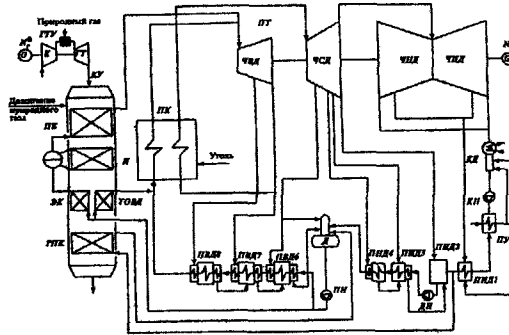 Природный газ
ГТУ
ПТ
К
ГТ
КУ
ЧВД
ЧСД
ЧНД
ЧНД
Дожигание
природного
газа
ПЕ
ПК
И
Уголь
ЭК
ТОВД
ГПК
КН
ПУ
Д
ПВД8
ПВД7
ПВД6
ПН
ПНД4
ПНД3
ПНД2
ДН
ПНД1